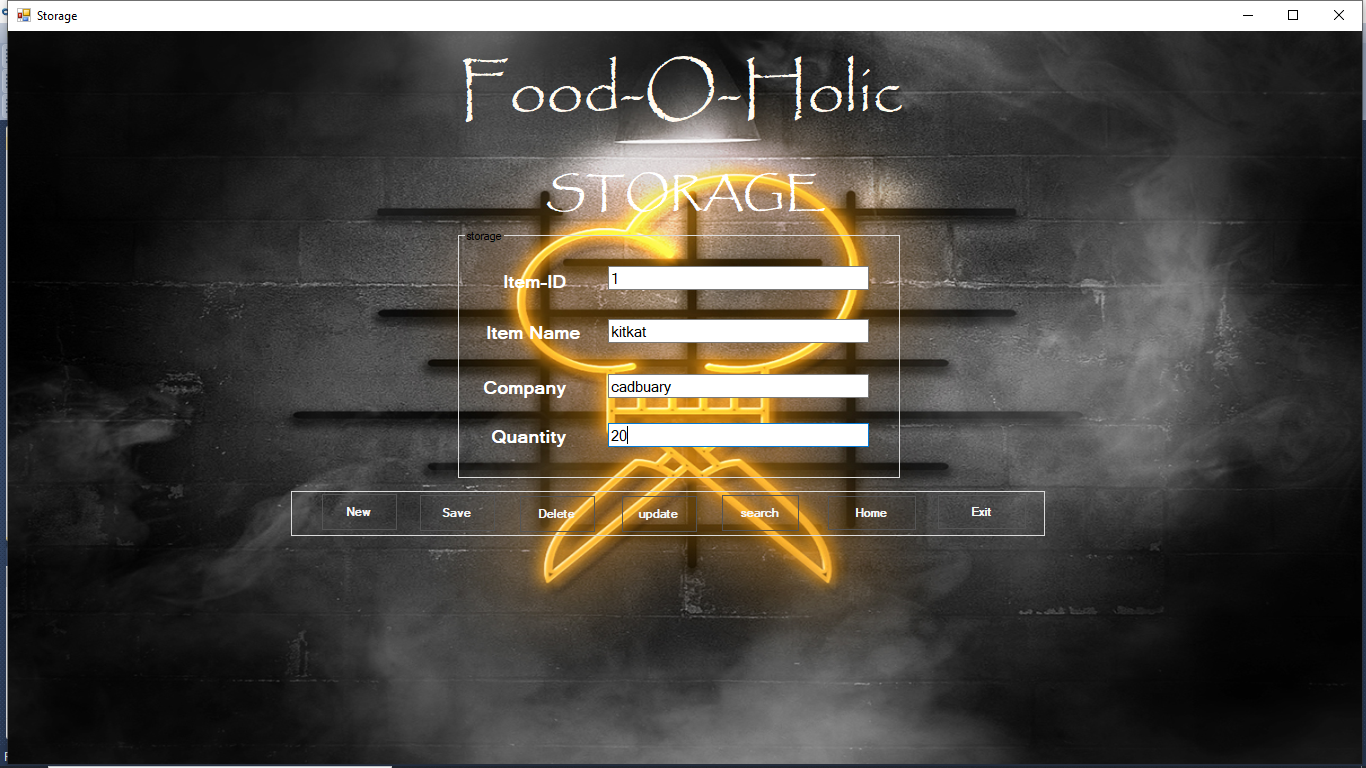 Storage
Food-O-Holic
STORAGE
storage
Item-ID 1
Item Name kitkat
Company cadbuary
Quantity 20
New Save Delete update search Home Exit